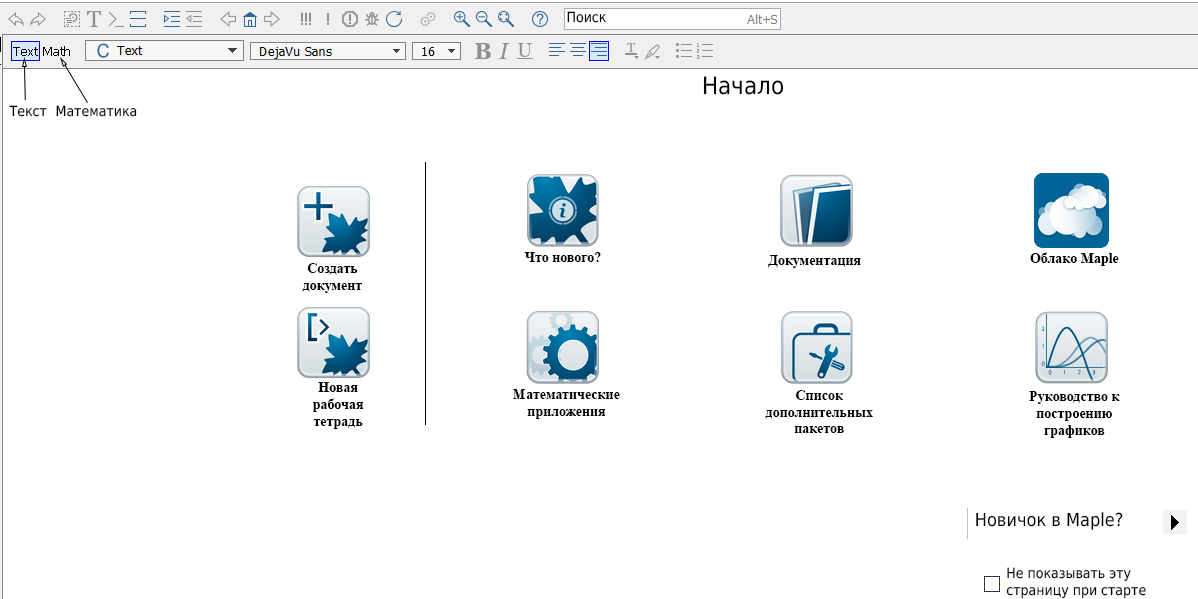 Поиск
Alt+S
Text Math
C Text
DejaVu Sans
16
B I U
Текст Математика
Начало
Создать
документ
Новая
рабочая
тетрадь
Что нового?
Документация
Облако Maple
Математические
приложения
Список
дополнительных
пакетов
Руководство к
построению
графиков
Новичок в Maple?
Не показывать эту
страницу при старте